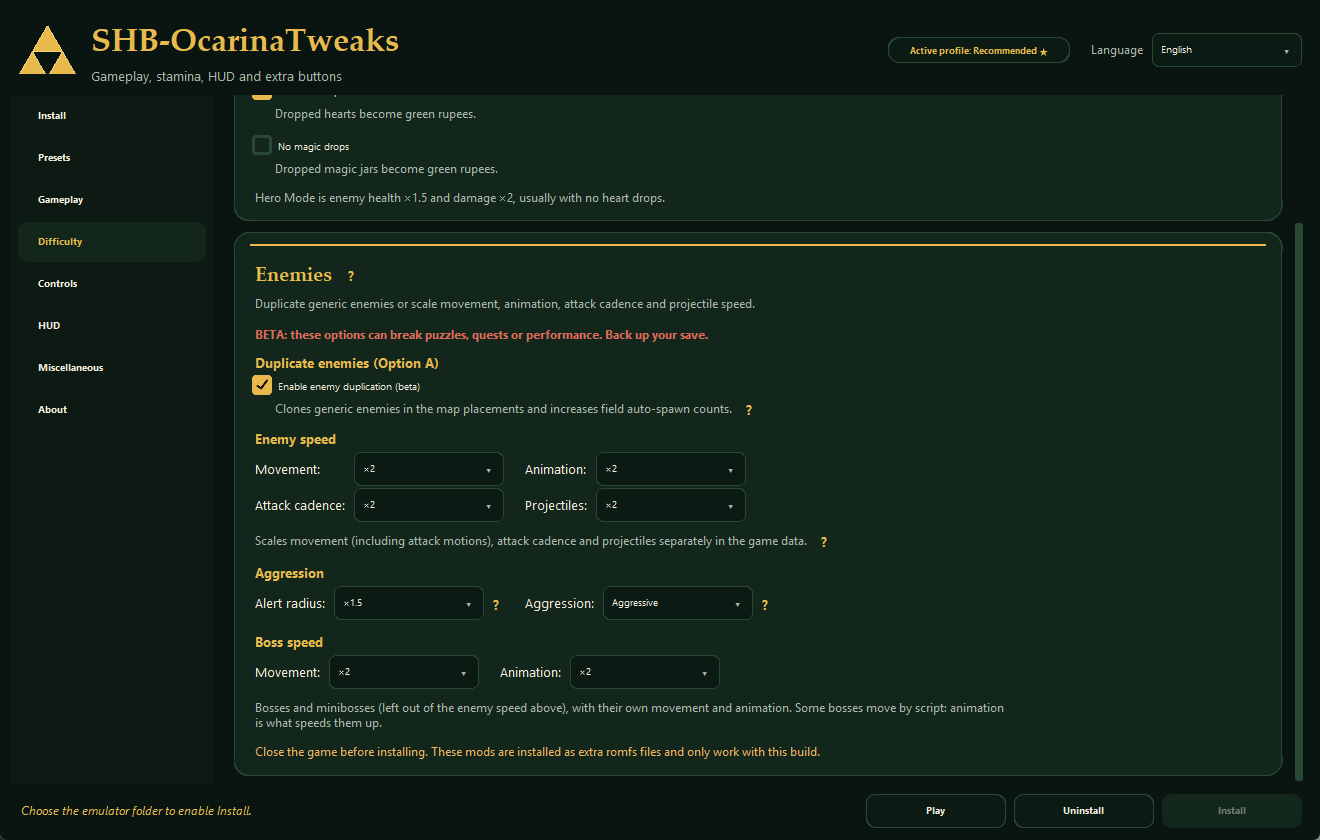 SHB-OcarinaTweaks
Gameplay, stamina, HUD and extra buttons
Active profile: Recommended ★
Language
English
Install
Presets
Gameplay
Difficulty
Controls
HUD
Miscellaneous
About
Dropped hearts become green rupees.
No magic drops
Dropped magic jars become green rupees.
Hero Mode is enemy health ×1.5 and damage ×2, usually with no heart drops.
Enemies ?
Duplicate generic enemies or scale movement, animation, attack cadence and projectile speed.
BETA: these options can break puzzles, quests or performance. Back up your save.
Duplicate enemies (Option A)
Enable enemy duplication (beta)
Clones generic enemies in the map placements and increases field auto-spawn counts. ?
Enemy speed
Movement: ×2 Animation: ×2
Attack cadence: ×2 Projectiles: ×2
Scales movement (including attack motions), attack cadence and projectiles separately in the game data. ?
Aggression
Alert radius: ×1.5 ? Aggression: Aggressive ?
Boss speed
Movement: ×2 Animation: ×2
Bosses and minibosses (left out of the enemy speed above), with their own movement and animation. Some bosses move by script: animation
is what speeds them up.
Close the game before installing. These mods are installed as extra romfs files and only work with this build.
Choose the emulator folder to enable Install.
Play
Uninstall
Install